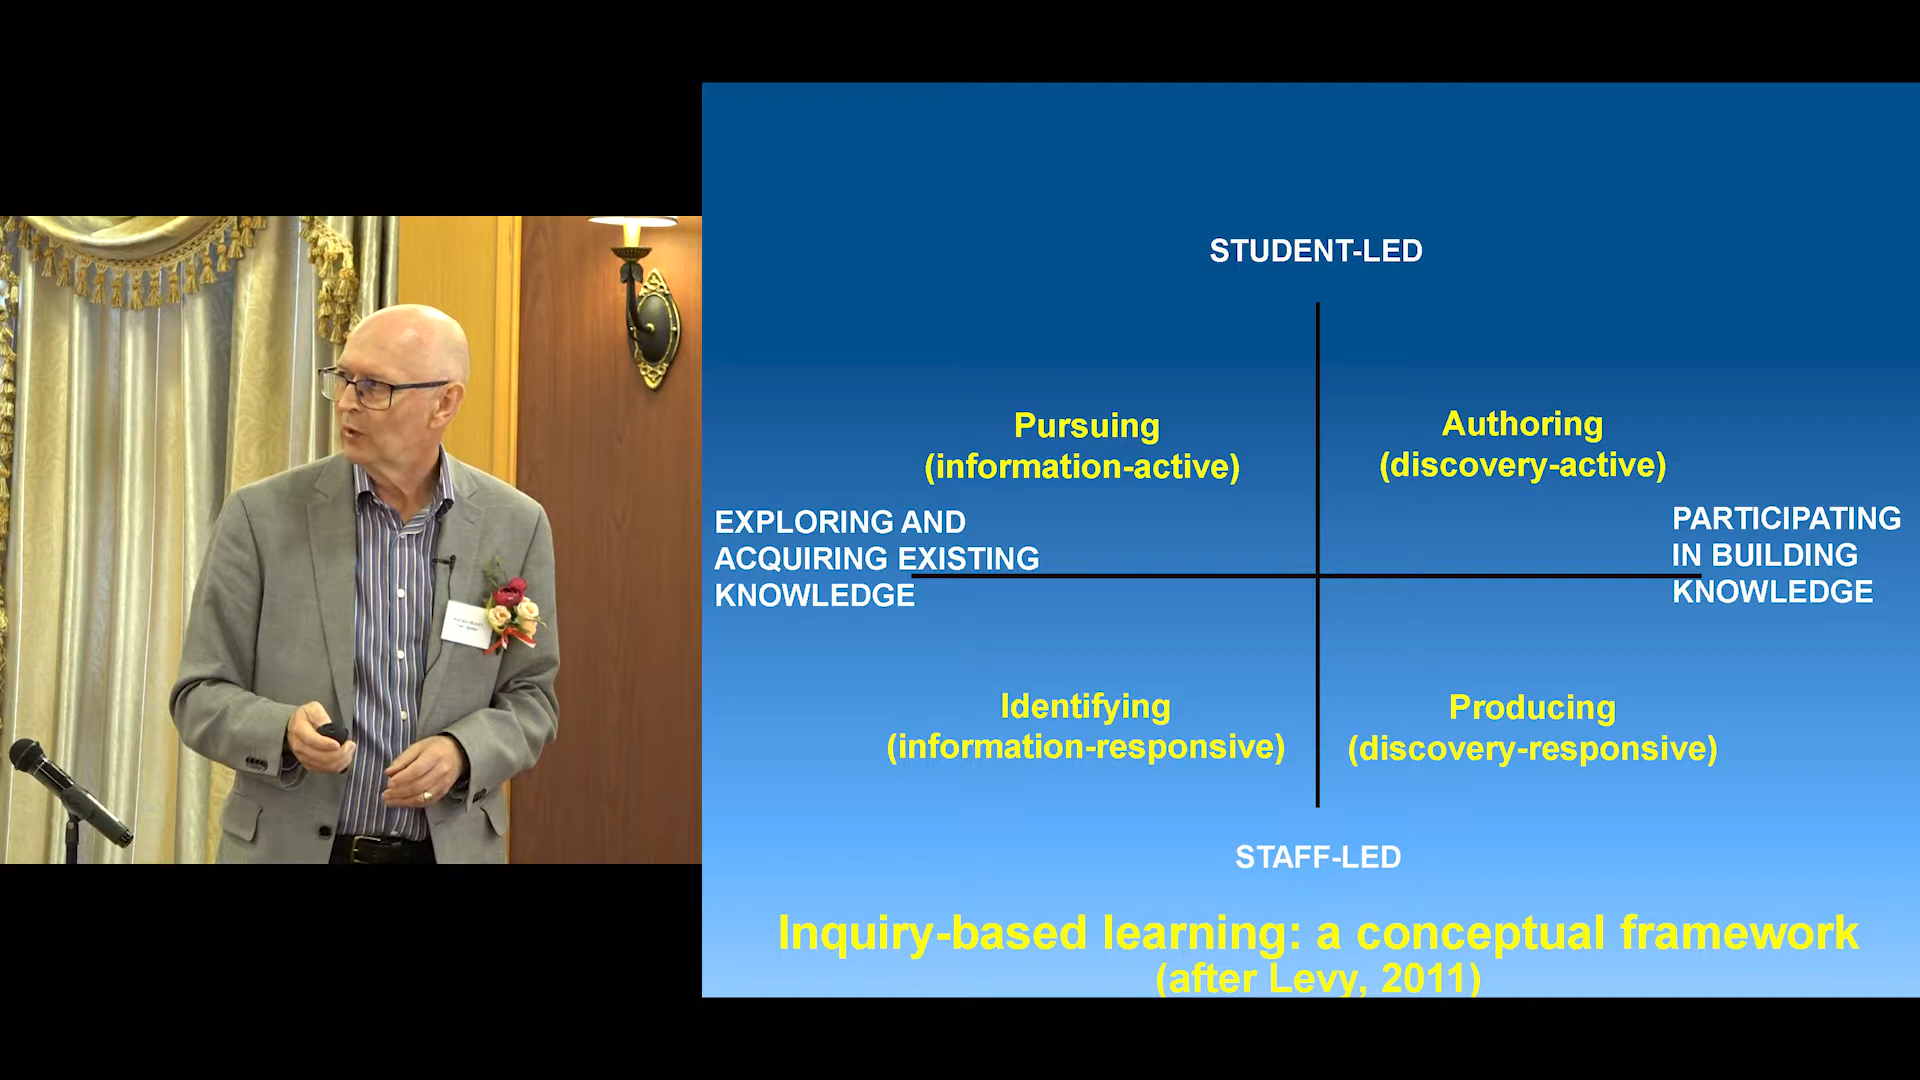 STUDENT-LED
Pursuing
(information-active)
Authoring
(discovery-active)
EXPLORING AND
ACQUIRING EXISTING
KNOWLEDGE
PARTICIPATING
IN BUILDING
KNOWLEDGE
Identifying
(information-responsive)
Producing
(discovery-responsive)
STAFF-LED
Inquiry-based learning: a conceptual framework
(after Levy, 2011)